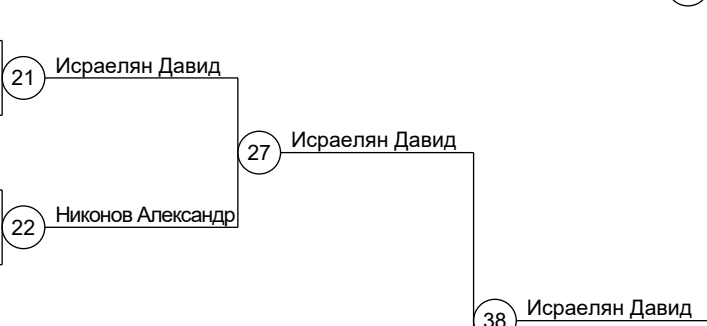 21 Исраелян Давид
27 Исраелян Давид
22 Никонов Александр
38 Исраелян Давид